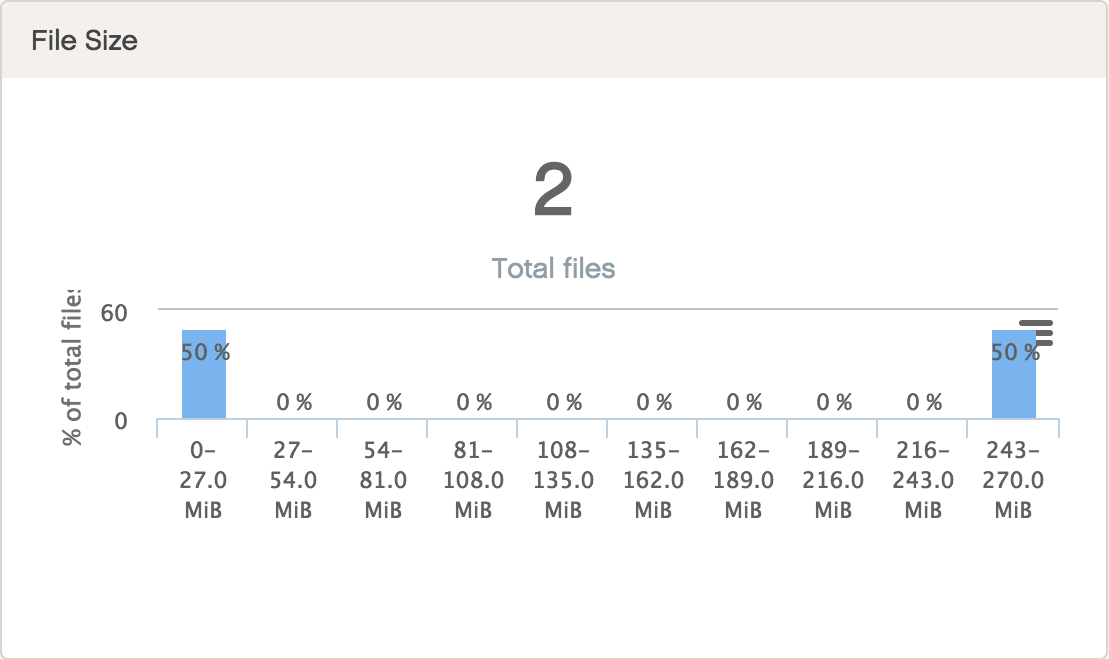 File Size
2
Total files
% of total files
60
0
50 %
0 %
0 %
0 %
0 %
0 %
0 %
0 %
0 %
50 %
0–
27.0
MiB
27–
54.0
MiB
54–
81.0
MiB
81–
108.0
MiB
108–
135.0
MiB
135–
162.0
MiB
162–
189.0
MiB
189–
216.0
MiB
216–
243.0
MiB
243–
270.0
MiB